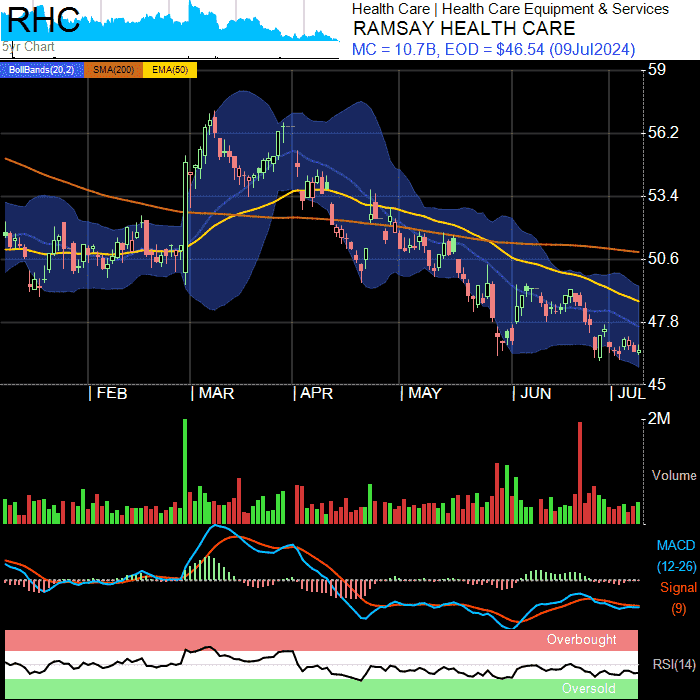 RHC
5yr Chart
Health Care | Health Care Equipment & Services
RAMSAY HEALTH CARE
MC = 10.7B, EOD = $46.54 (09Jul2024)
BollBands(20,2) SMA(200) EMA(50)
59
56.2
53.4
50.6
47.8
45
| FEB | MAR | APR | MAY | JUN | JUL
2M
Volume
MACD
(12-26)
Signal
(9)
Overbought
RSI(14)
Oversold